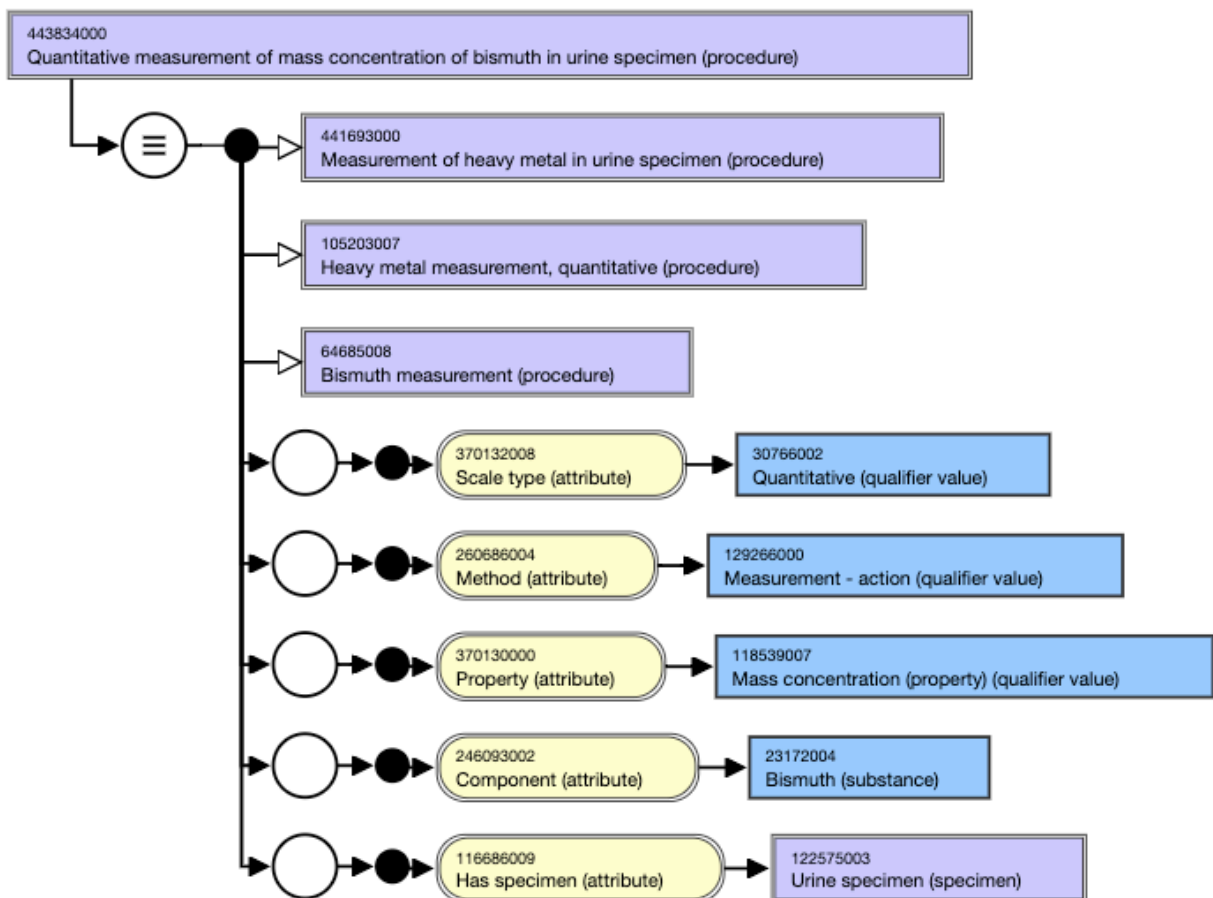 443834000
Quantitative measurement of mass concentration of bismuth in urine specimen (procedure)
441693000
Measurement of heavy metal in urine specimen (procedure)
105203007
Heavy metal measurement, quantitative (procedure)
64685008
Bismuth measurement (procedure)
370132008
Scale type (attribute)
30766002
Quantitative (qualifier value)
260686004
Method (attribute)
129266000
Measurement - action (qualifier value)
370130000
Property (attribute)
118539007
Mass concentration (property) (qualifier value)
246093002
Component (attribute)
23172004
Bismuth (substance)
116686009
Has specimen (attribute)
122575003
Urine specimen (specimen)